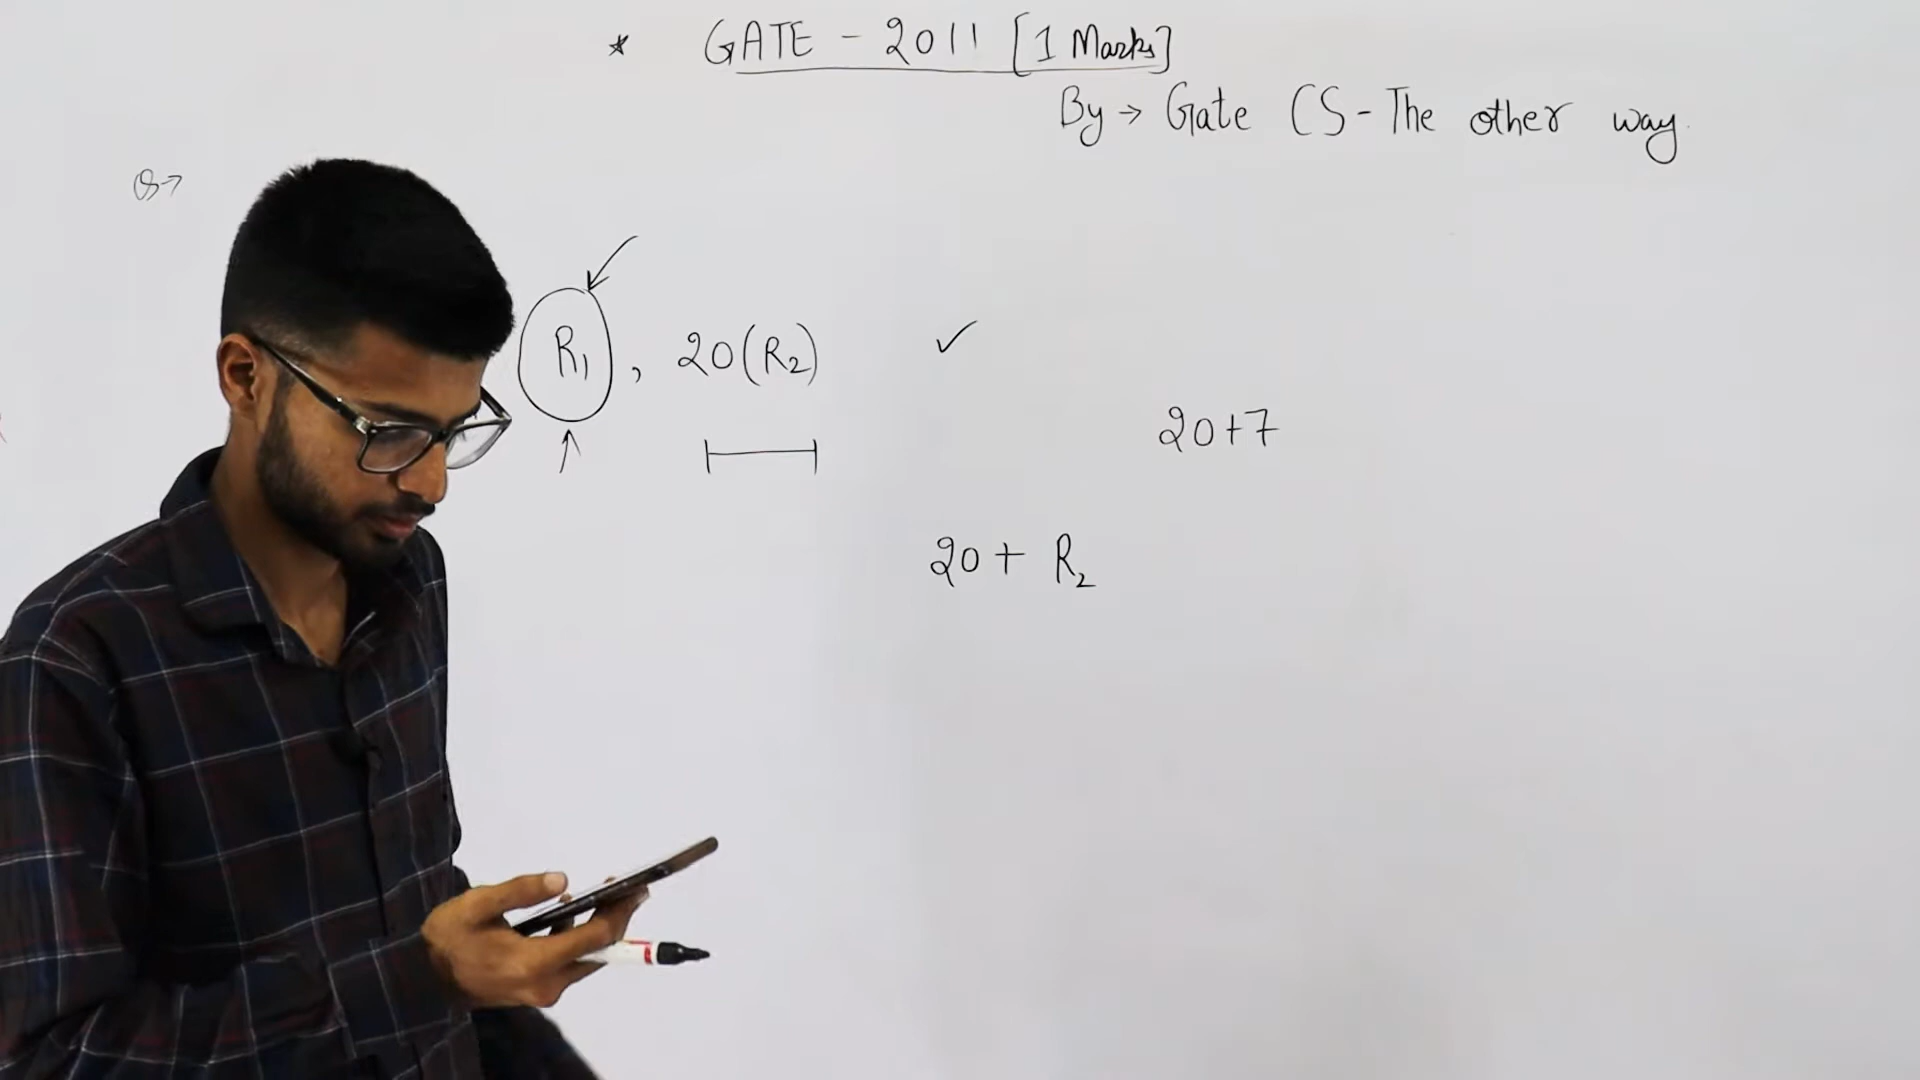 * GATE - 2011 [1 Marks]
By → Gate CS - The other way.
Q→
R₁, 20(R₂) ✓
20+7
20+ R₂